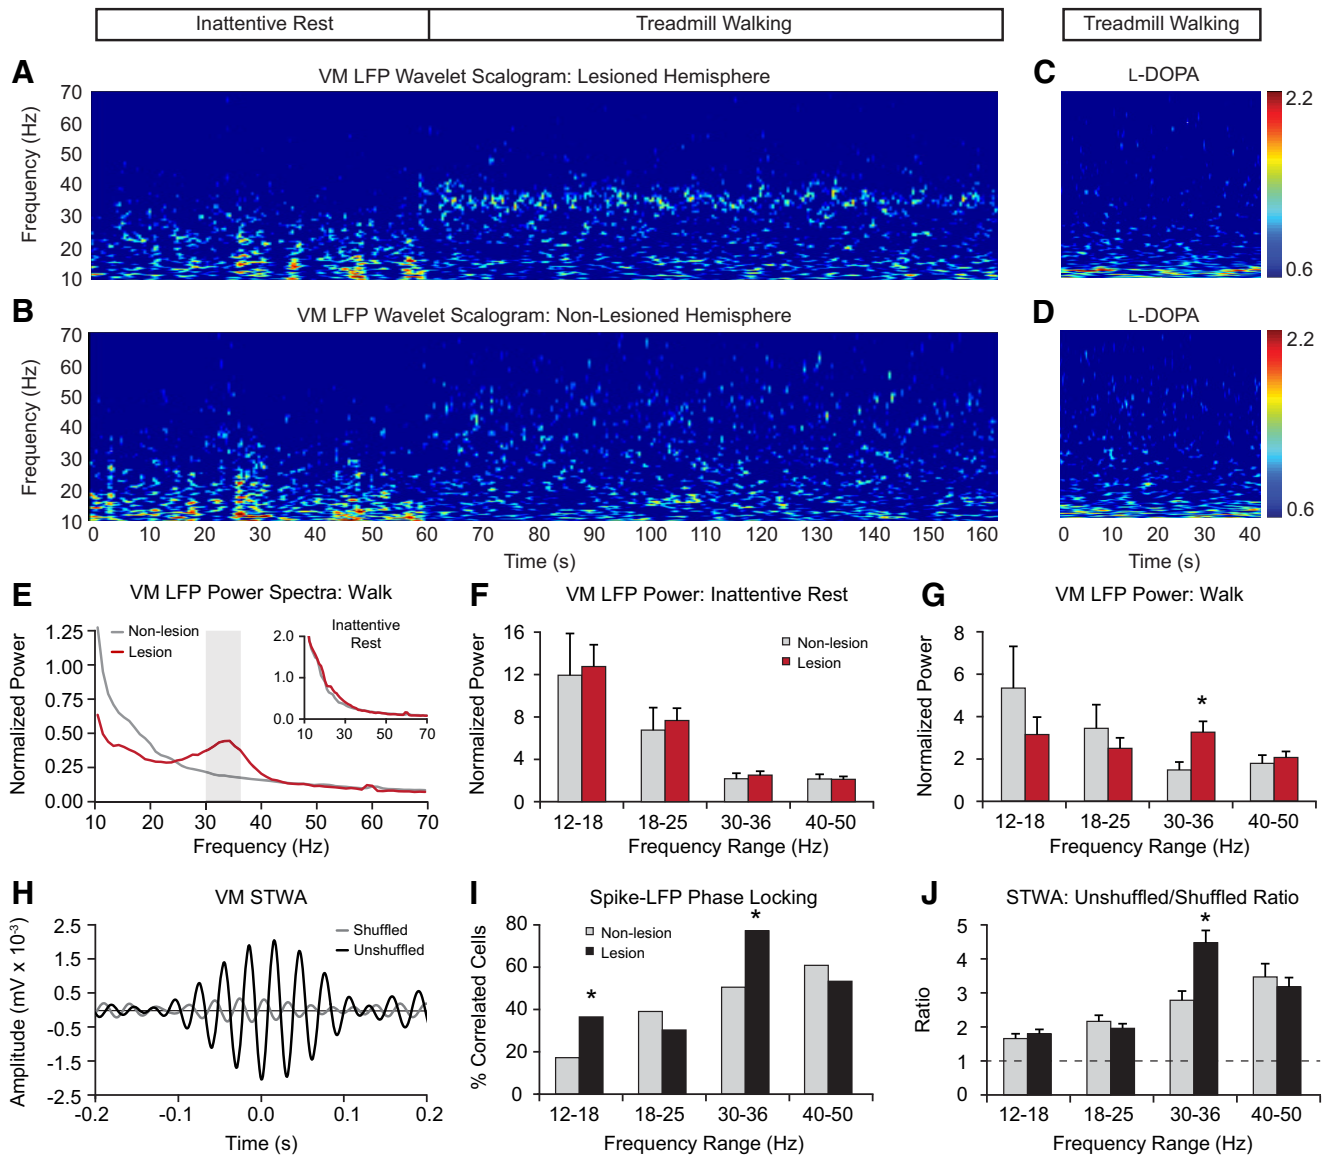 Inattentive Rest
Treadmill Walking
Treadmill Walking
A
VM LFP Wavelet Scalogram: Lesioned Hemisphere
C
L-DOPA
70
60
50
40
30
20
10
Frequency (Hz)
2.2
0.6
B
VM LFP Wavelet Scalogram: Non-Lesioned Hemisphere
D
L-DOPA
70
60
50
40
30
20
10
Frequency (Hz)
2.2
0.6
0 10 20 30 40 50 60 70 80 90 100 110 120 130 140 150 160
Time (s)
0 10 20 30 40
Time (s)
E
VM LFP Power Spectra: Walk
Normalized Power
1.25
1.00
0.75
0.50
0.25
0.00
Non-lesion
Lesion
Inattentive
Rest
2.0
1.0
0.0
10 30 50 70
10 20 30 40 50 60 70
Frequency (Hz)
F
VM LFP Power: Inattentive Rest
Normalized Power
16
12
8
4
0
Non-lesion
Lesion
12-18 18-25 30-36 40-50
Frequency Range (Hz)
G
VM LFP Power: Walk
Normalized Power
8
6
4
2
0
*
12-18 18-25 30-36 40-50
Frequency Range (Hz)
H
VM STWA
Amplitude (mV x 10-3)
2.5
1.5
0.5
-0.5
-1.5
-2.5
Shuffled
Unshuffled
-0.2 -0.1 0.0 0.1 0.2
Time (s)
I
Spike-LFP Phase Locking
% Correlated Cells
80
60
40
20
0
Non-lesion
Lesion
*
*
12-18 18-25 30-36 40-50
Frequency Range (Hz)
J
STWA: Unshuffled/Shuffled Ratio
Ratio
5
4
3
2
1
0
*
12-18 18-25 30-36 40-50
Frequency Range (Hz)